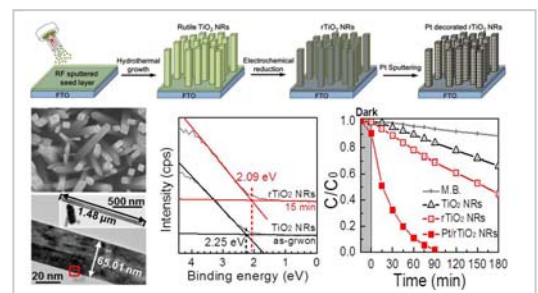 Rutile TiO2 NRs
rTiO2 NRs
Pt decorated rTiO2 NRs
RF sputtered
seed layer
FTO
Hydrothermal
growth
FTO
Electrochemical
reduction
FTO
Pt Sputtering
FTO
500 nm
1.48 μm
65.01 nm
20 nm
Intensity (cps)
2.09 eV
rTiO2 NRs
15 min
TiO2 NRs
as-grwon
2.25 eV
4 3 2 1 0
Binding energy (eV)
Dark
C/C0
1.0
0.8
0.6
0.4
0.2
0.0
M.B.
TiO2 NRs
rTiO2 NRs
Pt/rTiO2 NRs
0 30 60 90 120 150 180
Time (min)